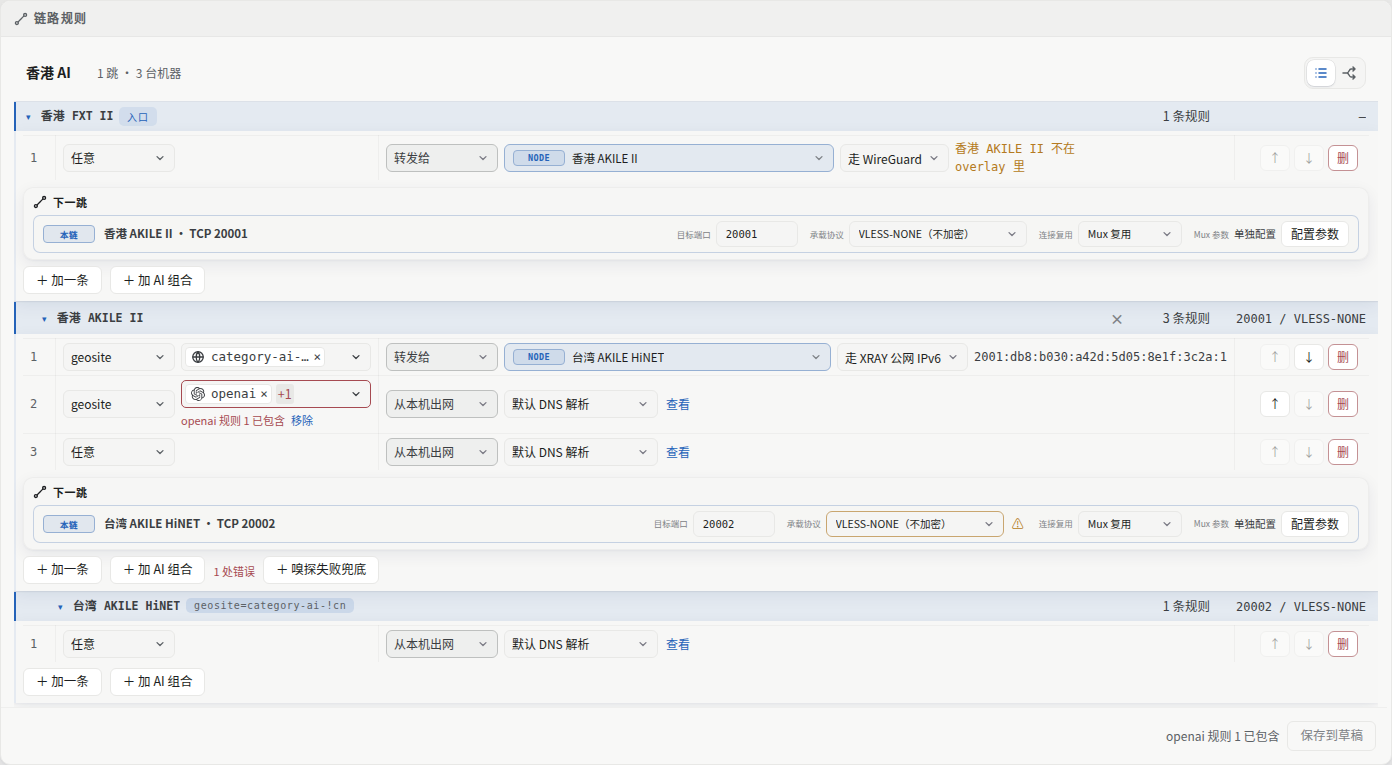 链路规则
香港 AI 1 跳 · 3 台机器
香港 FXT II 入口 1 条规则 —
1 任意 转发给 NODE 香港 AKILE II 走 WireGuard 香港 AKILE II 不在
overlay 里 ↑ ↓ 删
下一跳
本链 香港 AKILE II · TCP 20001 目标端口 20001 承载协议 VLESS-NONE（不加密） 连接复用 Mux 复用 Mux 参数 单独配置 配置参数
＋ 加一条 ＋ 加 AI 组合
香港 AKILE II × 3 条规则 20001 / VLESS-NONE
1 geosite category-ai-… × 转发给 NODE 台湾 AKILE HiNET 走 XRAY 公网 IPv6 2001:db8:b030:a42d:5d05:8e1f:3c2a:1 ↑ ↓ 删
2 geosite openai × +1 从本机出网 默认 DNS 解析 查看 ↑ ↓ 删
openai 规则 1 已包含 移除
3 任意 从本机出网 默认 DNS 解析 查看 ↑ ↓ 删
下一跳
本链 台湾 AKILE HiNET · TCP 20002 目标端口 20002 承载协议 VLESS-NONE（不加密） 连接复用 Mux 复用 Mux 参数 单独配置 配置参数
＋ 加一条 ＋ 加 AI 组合 1 处错误 ＋ 嗅探失败兜底
台湾 AKILE HiNET geosite=category-ai-!cn 1 条规则 20002 / VLESS-NONE
1 任意 从本机出网 默认 DNS 解析 查看 ↑ ↓ 删
＋ 加一条 ＋ 加 AI 组合
openai 规则 1 已包含 保存到草稿